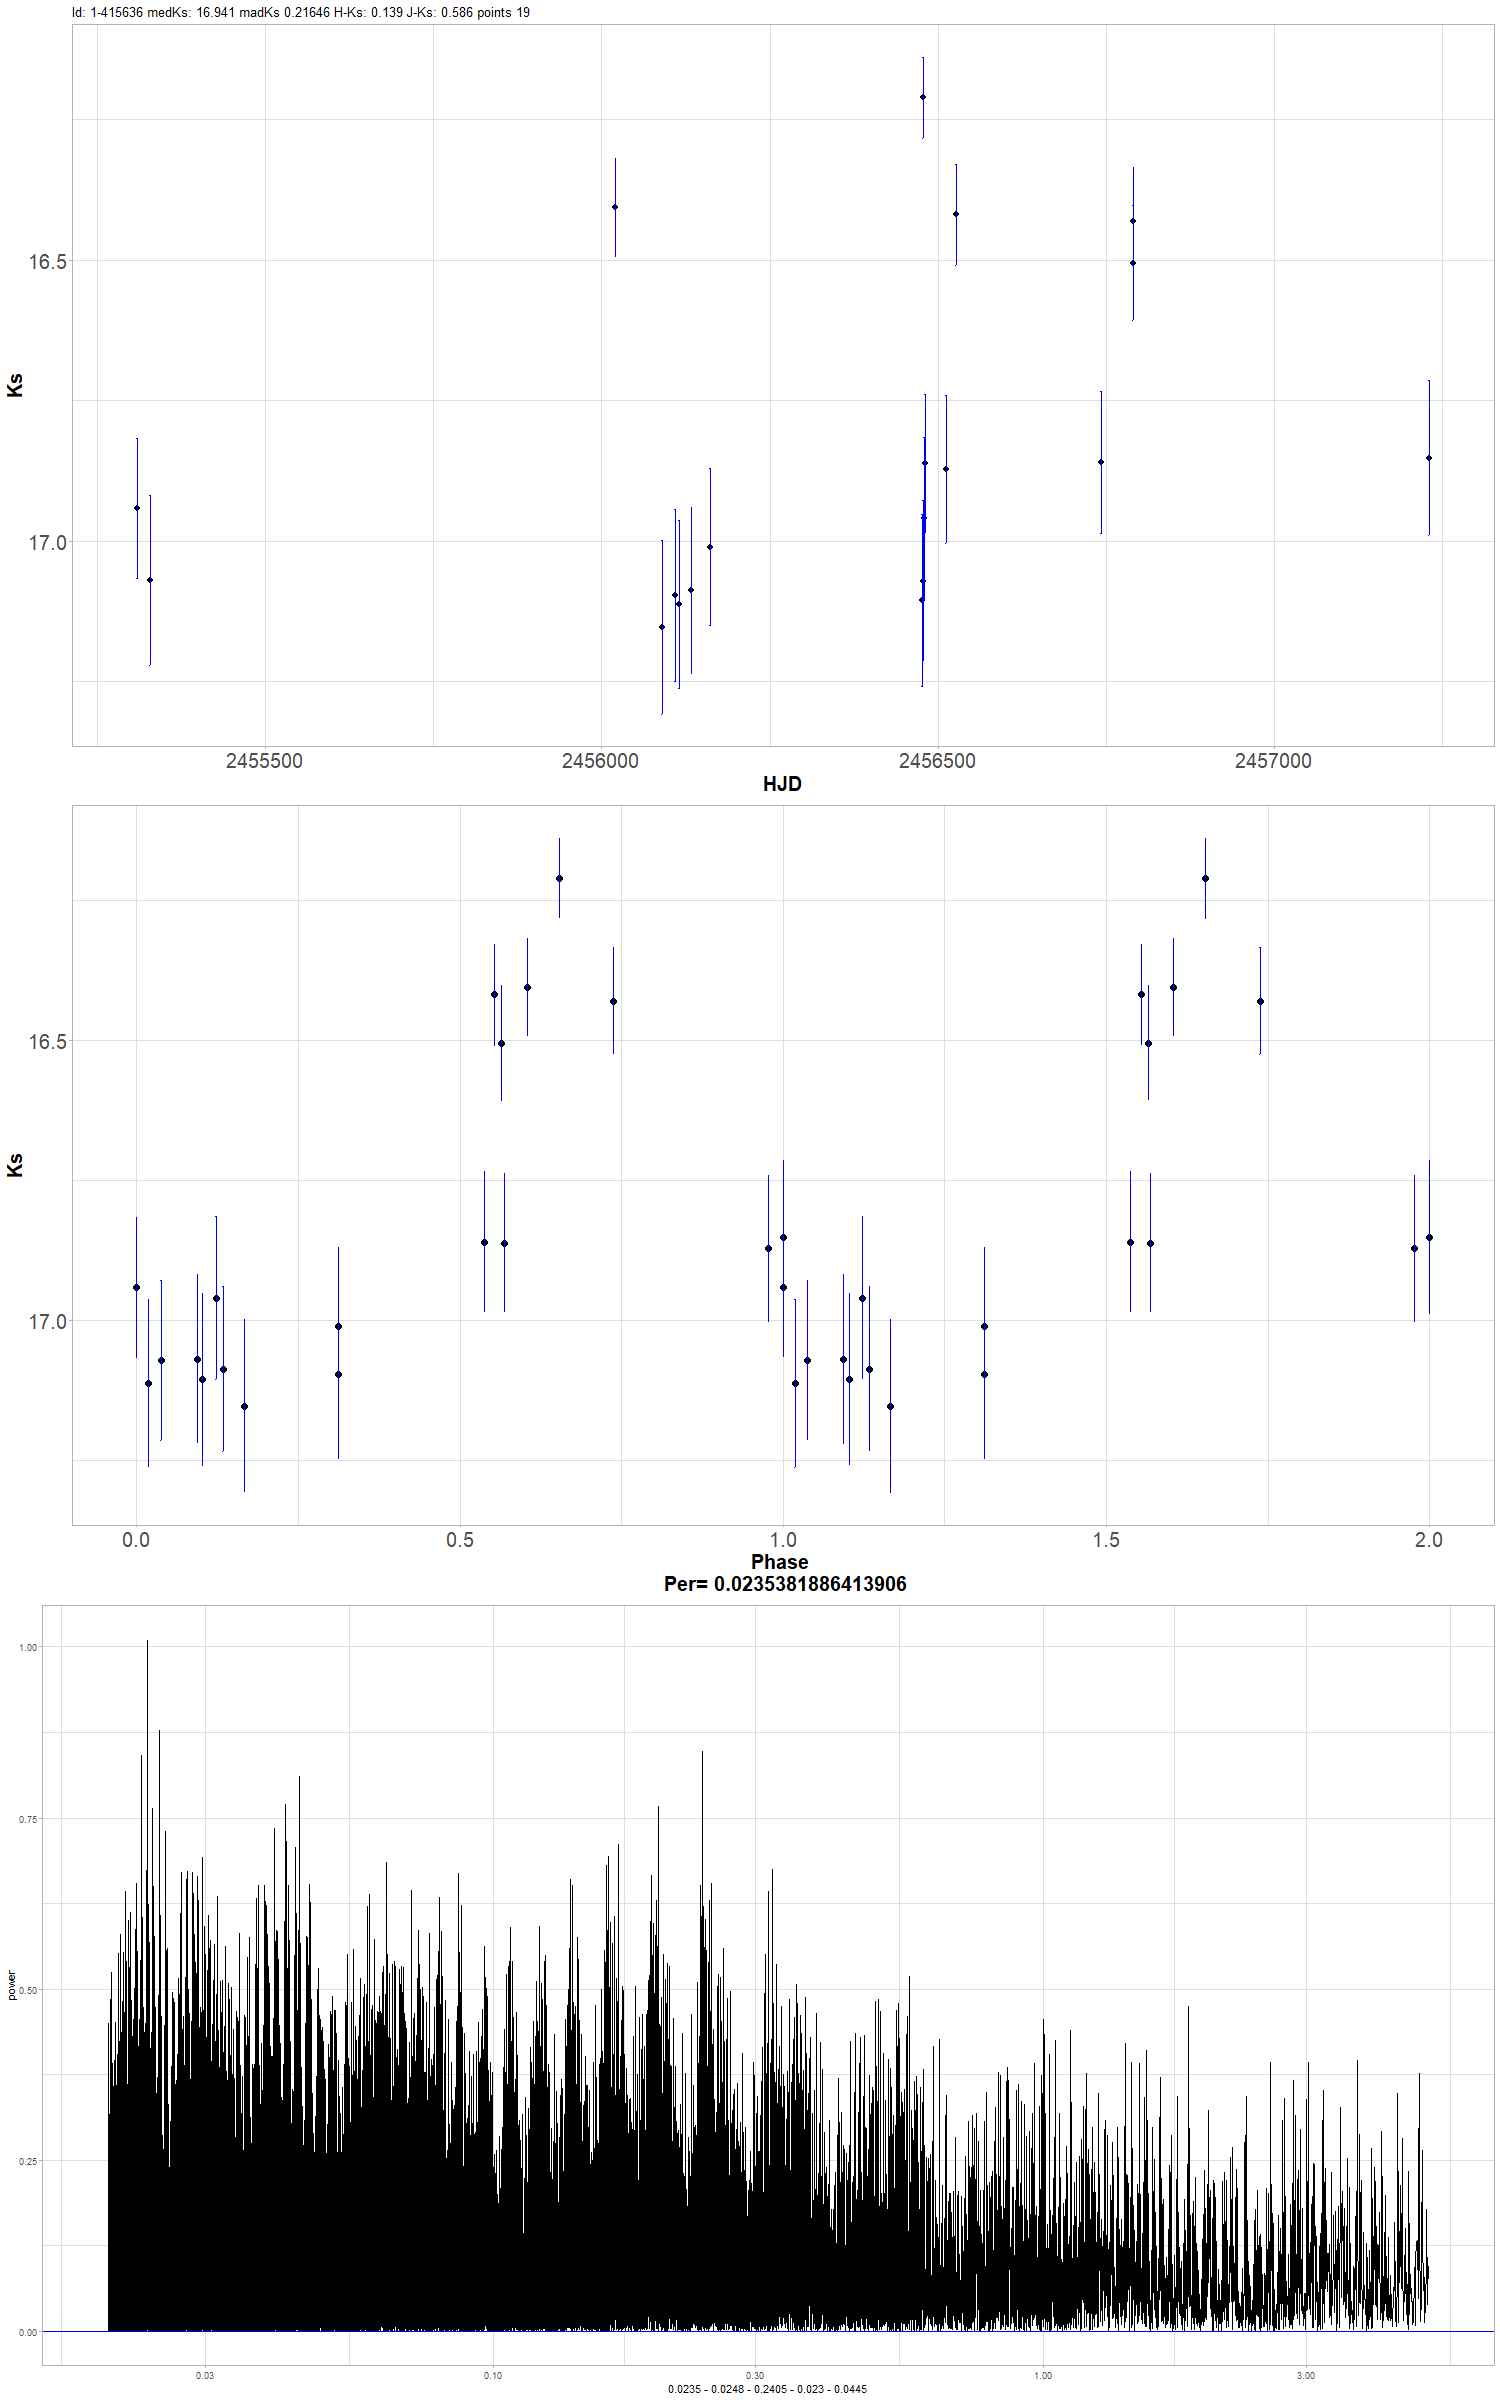 Id: 1-415636 medKs: 16.941 madKs 0.21646 H-Ks: 0.139 J-Ks: 0.586 points 19
16.5
17.0
Ks
2455500 2456000 2456500 2457000
HJD
16.5
17.0
Ks
0.0 0.5 1.0 1.5 2.0
Phase
Per= 0.0235381886413906
1.00
0.75
0.50
0.25
0.00
power
0.03 0.10 0.30 1.00 3.00
0.0235 - 0.0248 - 0.2405 - 0.023 - 0.0445